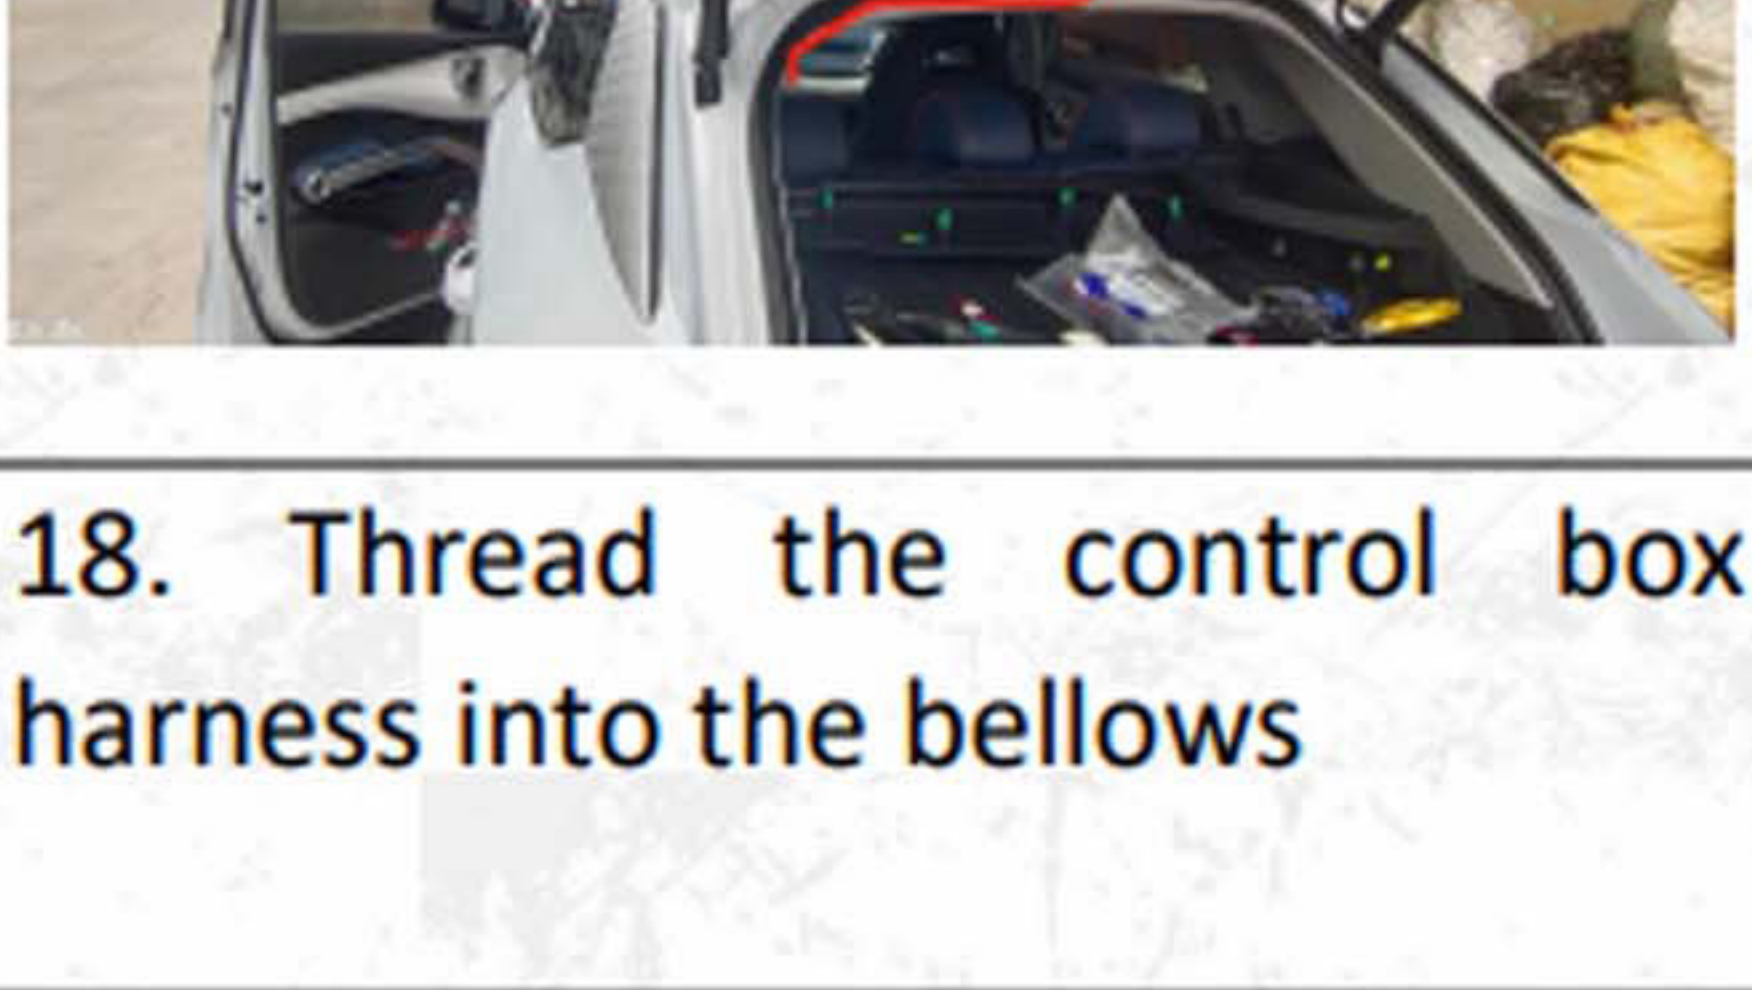 18. Thread the control box
harness into the bellows